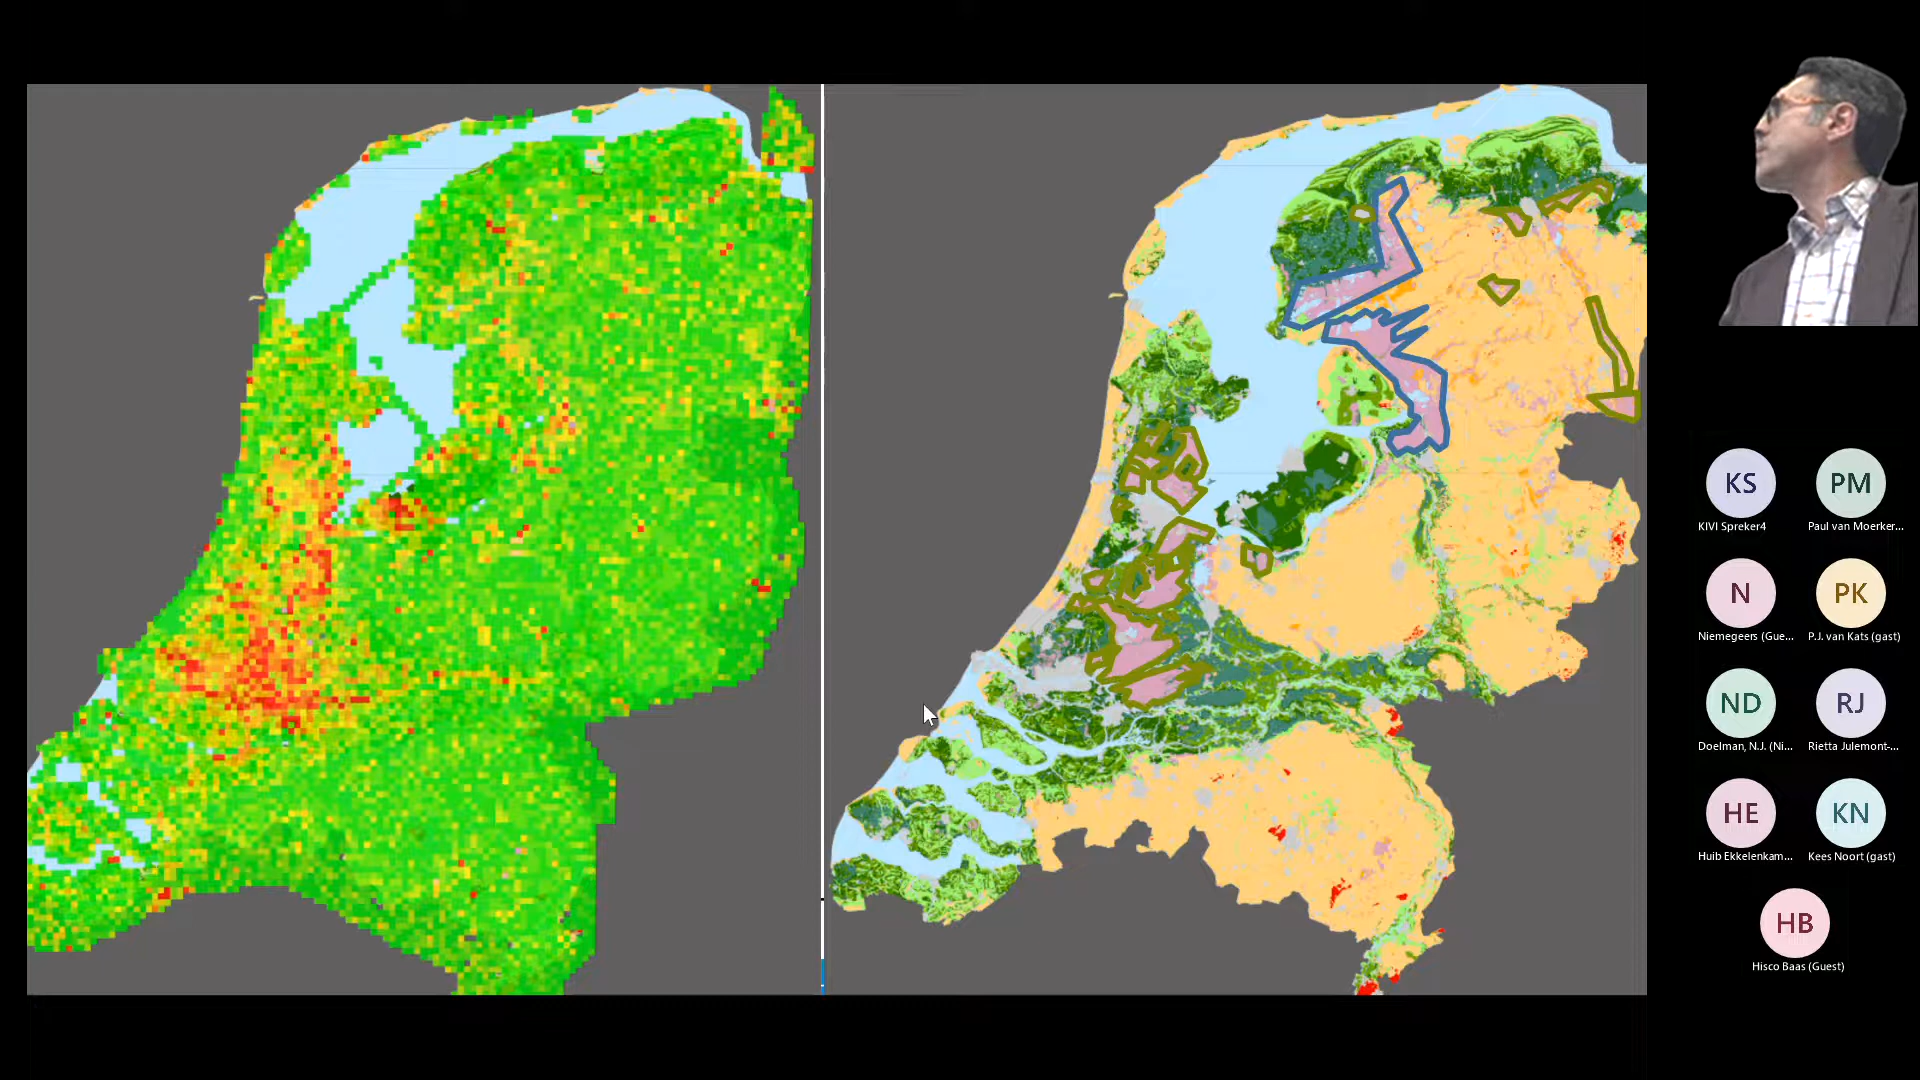 KS
PM
KIVI Spreker4
Paul van Moerker...
N
PK
Niemegeers (Gue...
P.J. van Kats (gast)
ND
RJ
Doelman, N.J. (Ni...
Rietta Julemont-...
HE
KN
Huib Ekkelenkam...
Kees Noort (gast)
HB
Hisco Baas (Guest)